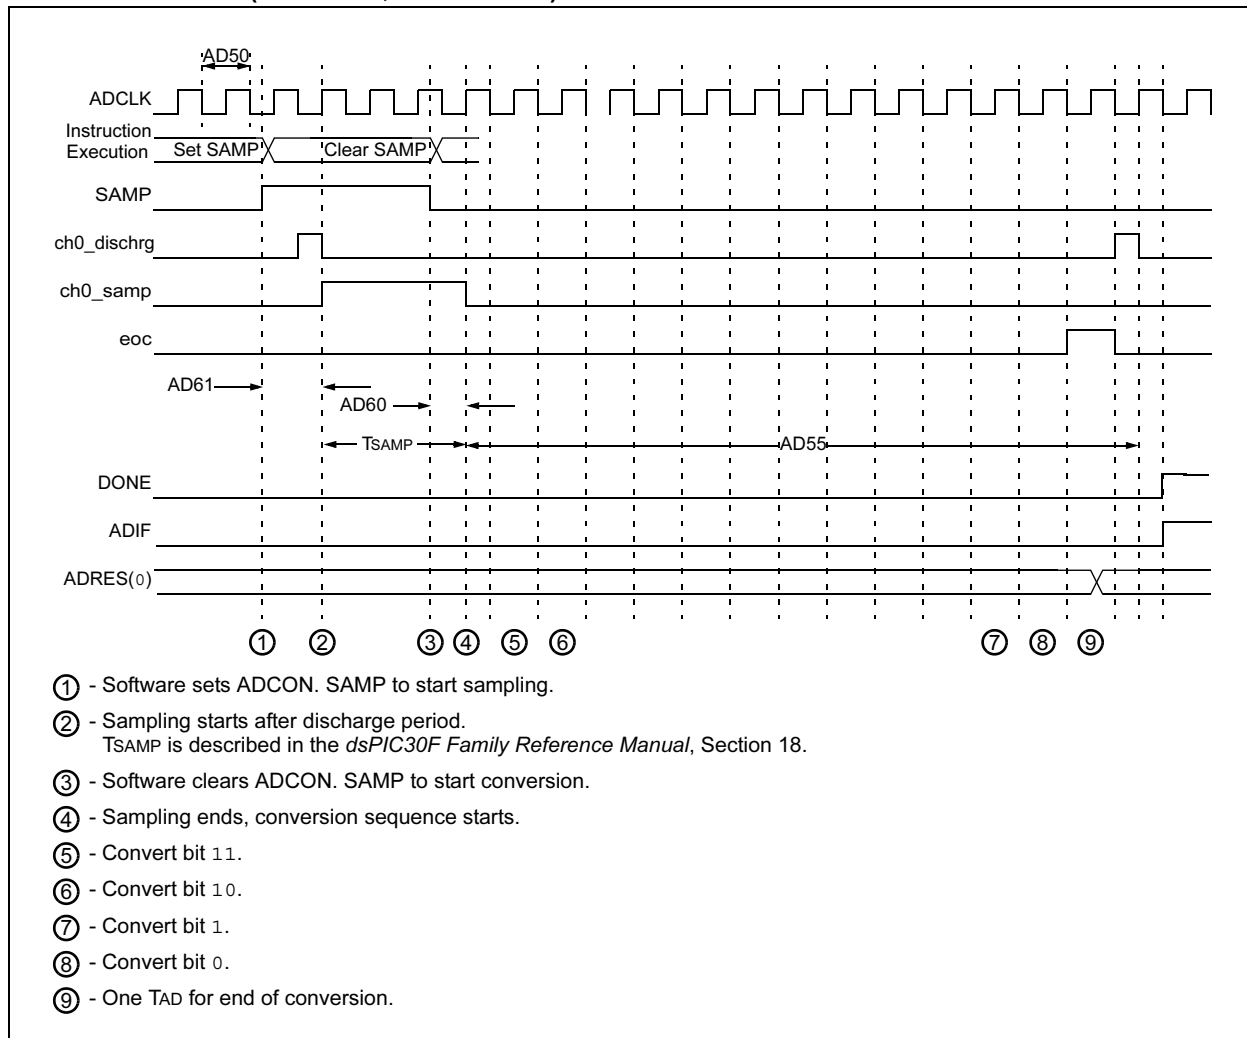 AD50
ADCLK
Instruction
Execution
Set SAMP
Clear SAMP
SAMP
ch0_dischrg
ch0_samp
eoc
AD61
AD60
TSAMP
AD55
DONE
ADIF
ADRES(0)
1 2 3 4 5 6 7 8 9
1 - Software sets ADCON. SAMP to start sampling.
2 - Sampling starts after discharge period.
TSAMP is described in the dsPIC30F Family Reference Manual, Section 18.
3 - Software clears ADCON. SAMP to start conversion.
4 - Sampling ends, conversion sequence starts.
5 - Convert bit 11.
6 - Convert bit 10.
7 - Convert bit 1.
8 - Convert bit 0.
9 - One TAD for end of conversion.